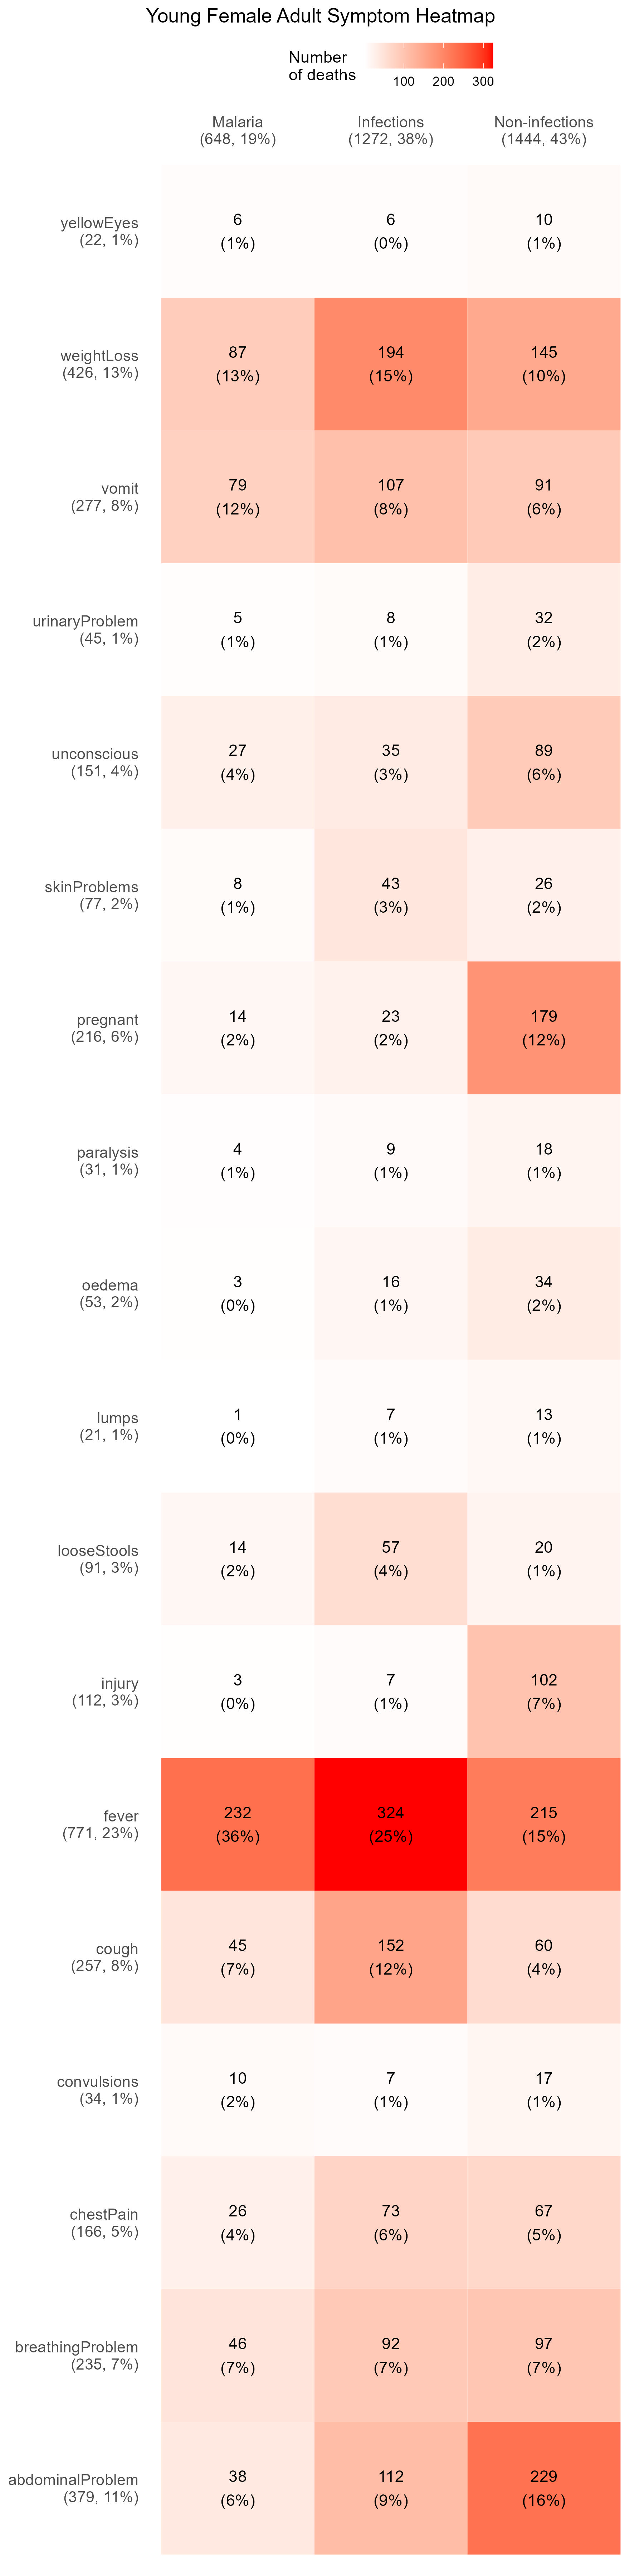 Young Female Adult Symptom Heatmap
Number
of deaths
100 200 300
Malaria Infections Non-infections
(648, 19%) (1272, 38%) (1444, 43%)
yellowEyes
(22, 1%)
6 6 10
(1%) (0%) (1%)
weightLoss
(426, 13%)
87 194 145
(13%) (15%) (10%)
vomit
(277, 8%)
79 107 91
(12%) (8%) (6%)
urinaryProblem
(45, 1%)
5 8 32
(1%) (1%) (2%)
unconscious
(151, 4%)
27 35 89
(4%) (3%) (6%)
skinProblems
(77, 2%)
8 43 26
(1%) (3%) (2%)
pregnant
(216, 6%)
14 23 179
(2%) (2%) (12%)
paralysis
(31, 1%)
4 9 18
(1%) (1%) (1%)
oedema
(53, 2%)
3 16 34
(0%) (1%) (2%)
lumps
(21, 1%)
1 7 13
(0%) (1%) (1%)
looseStools
(91, 3%)
14 57 20
(2%) (4%) (1%)
injury
(112, 3%)
3 7 102
(0%) (1%) (7%)
fever
(771, 23%)
232 324 215
(36%) (25%) (15%)
cough
(257, 8%)
45 152 60
(7%) (12%) (4%)
convulsions
(34, 1%)
10 7 17
(2%) (1%) (1%)
chestPain
(166, 5%)
26 73 67
(4%) (6%) (5%)
breathingProblem
(235, 7%)
46 92 97
(7%) (7%) (7%)
abdominalProblem
(379, 11%)
38 112 229
(6%) (9%) (16%)